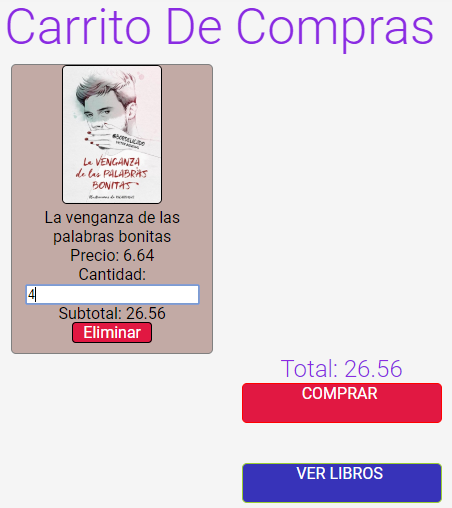 Carrito De Compras
@BORDELICADO
La VENGANZA
de las PALABRAS
BONITAS
La venganza de las
palabras bonitas
Precio: 6.64
Cantidad:
4
Subtotal: 26.56
Eliminar
Total: 26.56
COMPRAR
VER LIBROS